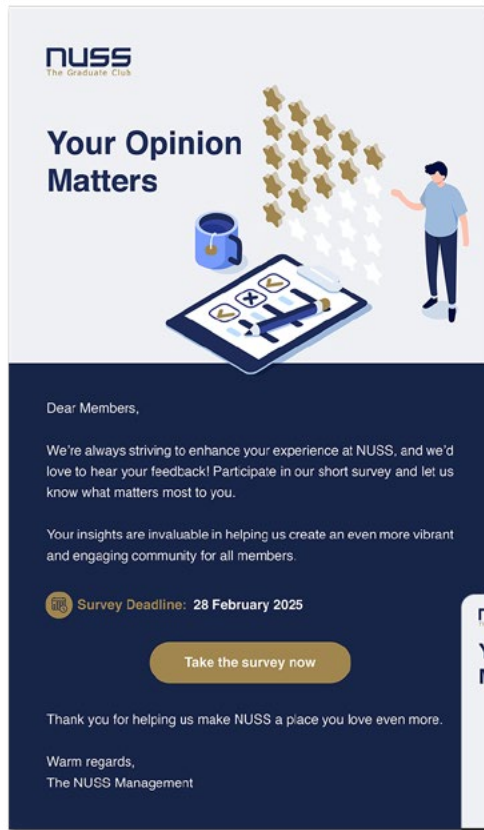 nuss
The Graduate Club
Your Opinion
Matters
Dear Members,
We're always striving to enhance your experience at NUSS, and we'd
love to hear your feedback! Participate in our short survey and let us
know what matters most to you.
Your insights are invaluable in helping us create an even more vibrant
and engaging community for all members.
Survey Deadline: 28 February 2025
Take the survey now
Thank you for helping us make NUSS a place you love even more.
Warm regards,
The NUSS Management